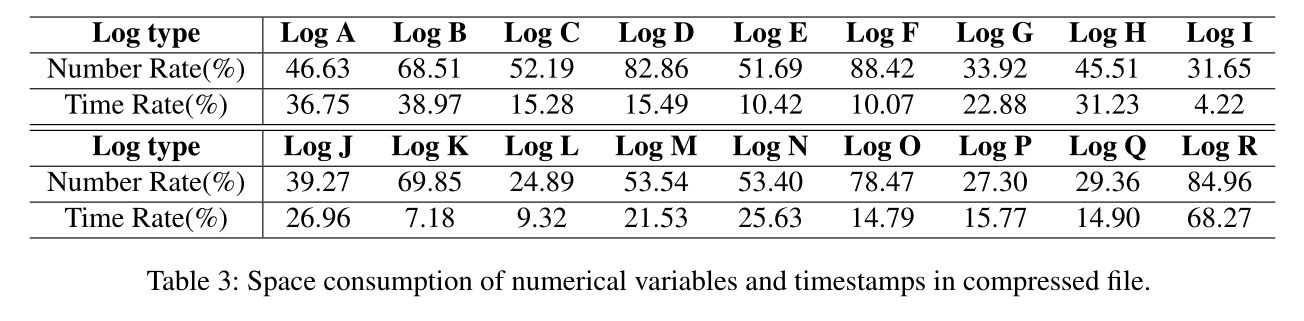 Log type Log A Log B Log C Log D Log E Log F Log G Log H Log I
Number Rate(%) 46.63 68.51 52.19 82.86 51.69 88.42 33.92 45.51 31.65
Time Rate(%) 36.75 38.97 15.28 15.49 10.42 10.07 22.88 31.23 4.22
Log type Log J Log K Log L Log M Log N Log O Log P Log Q Log R
Number Rate(%) 39.27 69.85 24.89 53.54 53.40 78.47 27.30 29.36 84.96
Time Rate(%) 26.96 7.18 9.32 21.53 25.63 14.79 15.77 14.90 68.27
Table 3: Space consumption of numerical variables and timestamps in compressed file.